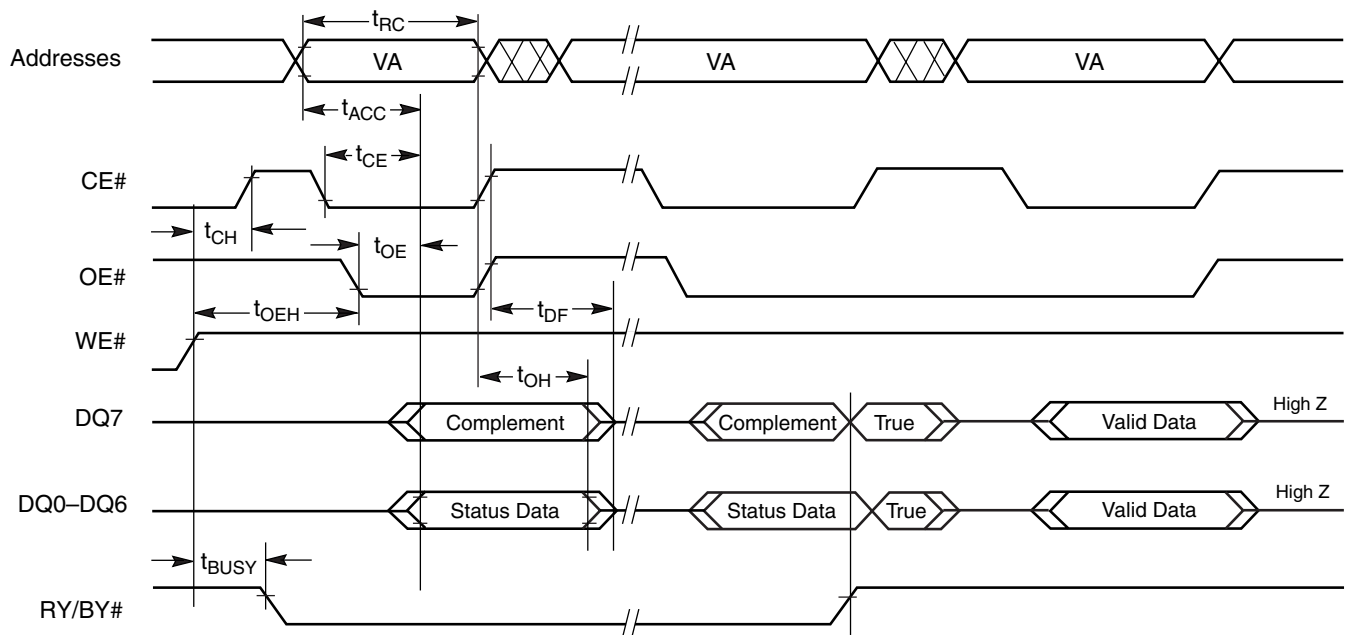 tRC
Addresses VA VA VA
tACC
tCE
CE#
tCH tOE
OE#
tOEH tDF
WE#
tOH
DQ7 Complement Complement True Valid Data High Z
DQ0–DQ6 Status Data Status Data True Valid Data High Z
tBUSY
RY/BY#